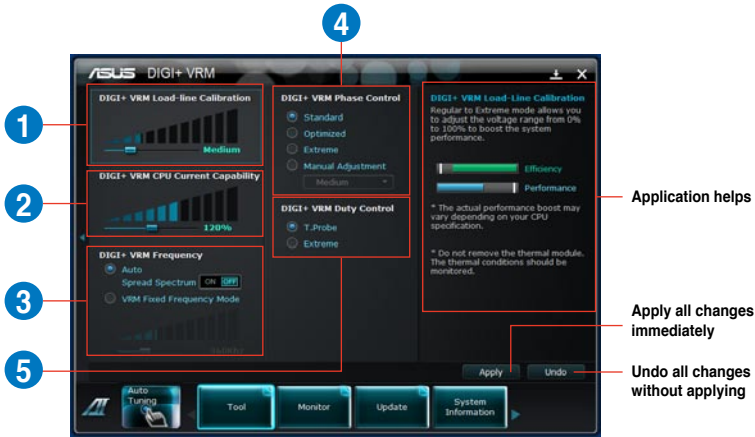 4
ASUS DIGI+ VRM
1
DIGI+ VRM Load-line Calibration
Medium
2
DIGI+ VRM CPU Current Capability
120%
3
DIGI+ VRM Frequency
Auto
Spread Spectrum ON OFF
VRM Fixed Frequency Mode
DIGI+ VRM Phase Control
Standard
Optimized
Extreme
Manual Adjustment
Medium
DIGI+ VRM Duty Control
T.Probe
Extreme
5
DIGI+ VRM Load-Line Calibration
Regular to Extreme mode allows you
to adjust the voltage range from 0%
to 100% to boost the system
performance.
Efficiency
Performance
* The actual performance boost may
vary depending on your CPU
specification.
* Do not remove the thermal module.
The thermal conditions should be
monitored.
Application helps
Apply all changes
immediately
Undo all changes
without applying
Apply
Undo
Auto
Tuning
Tool
Monitor
Update
System
Information